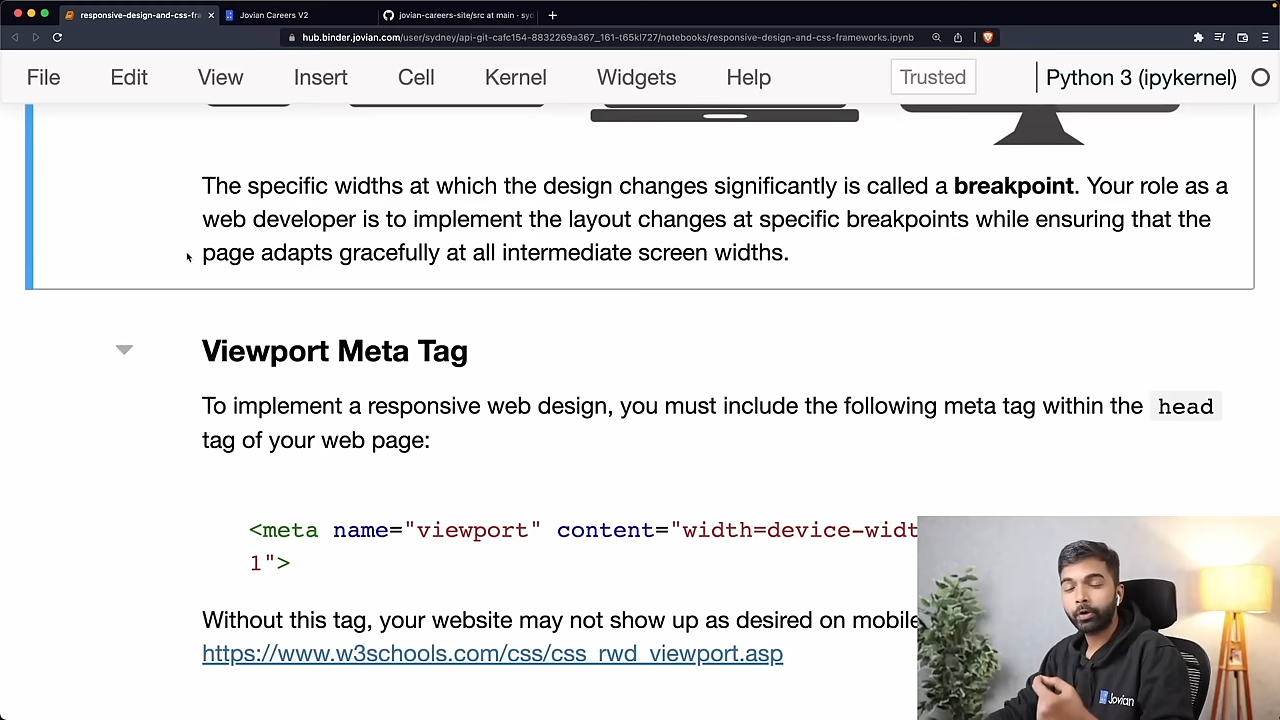 responsive-design-and-css-fra
Jovian Careers V2
jovian-careers-site/src at main · syd
hub.binder.jovian.com/user/sydney/api-git-cafc154-8832269a367_161-t65kl727/notebooks/responsive-design-and-css-frameworks.ipynb
File Edit View Insert Cell Kernel Widgets Help Trusted Python 3 (ipykernel)
The specific widths at which the design changes significantly is called a breakpoint. Your role as a
web developer is to implement the layout changes at specific breakpoints while ensuring that the
page adapts gracefully at all intermediate screen widths.
Viewport Meta Tag
To implement a responsive web design, you must include the following meta tag within the head
tag of your web page:
<meta name="viewport" content="width=device-widt
1">
Without this tag, your website may not show up as desired on mobile
https://www.w3schools.com/css/css_rwd_viewport.asp
Jovian